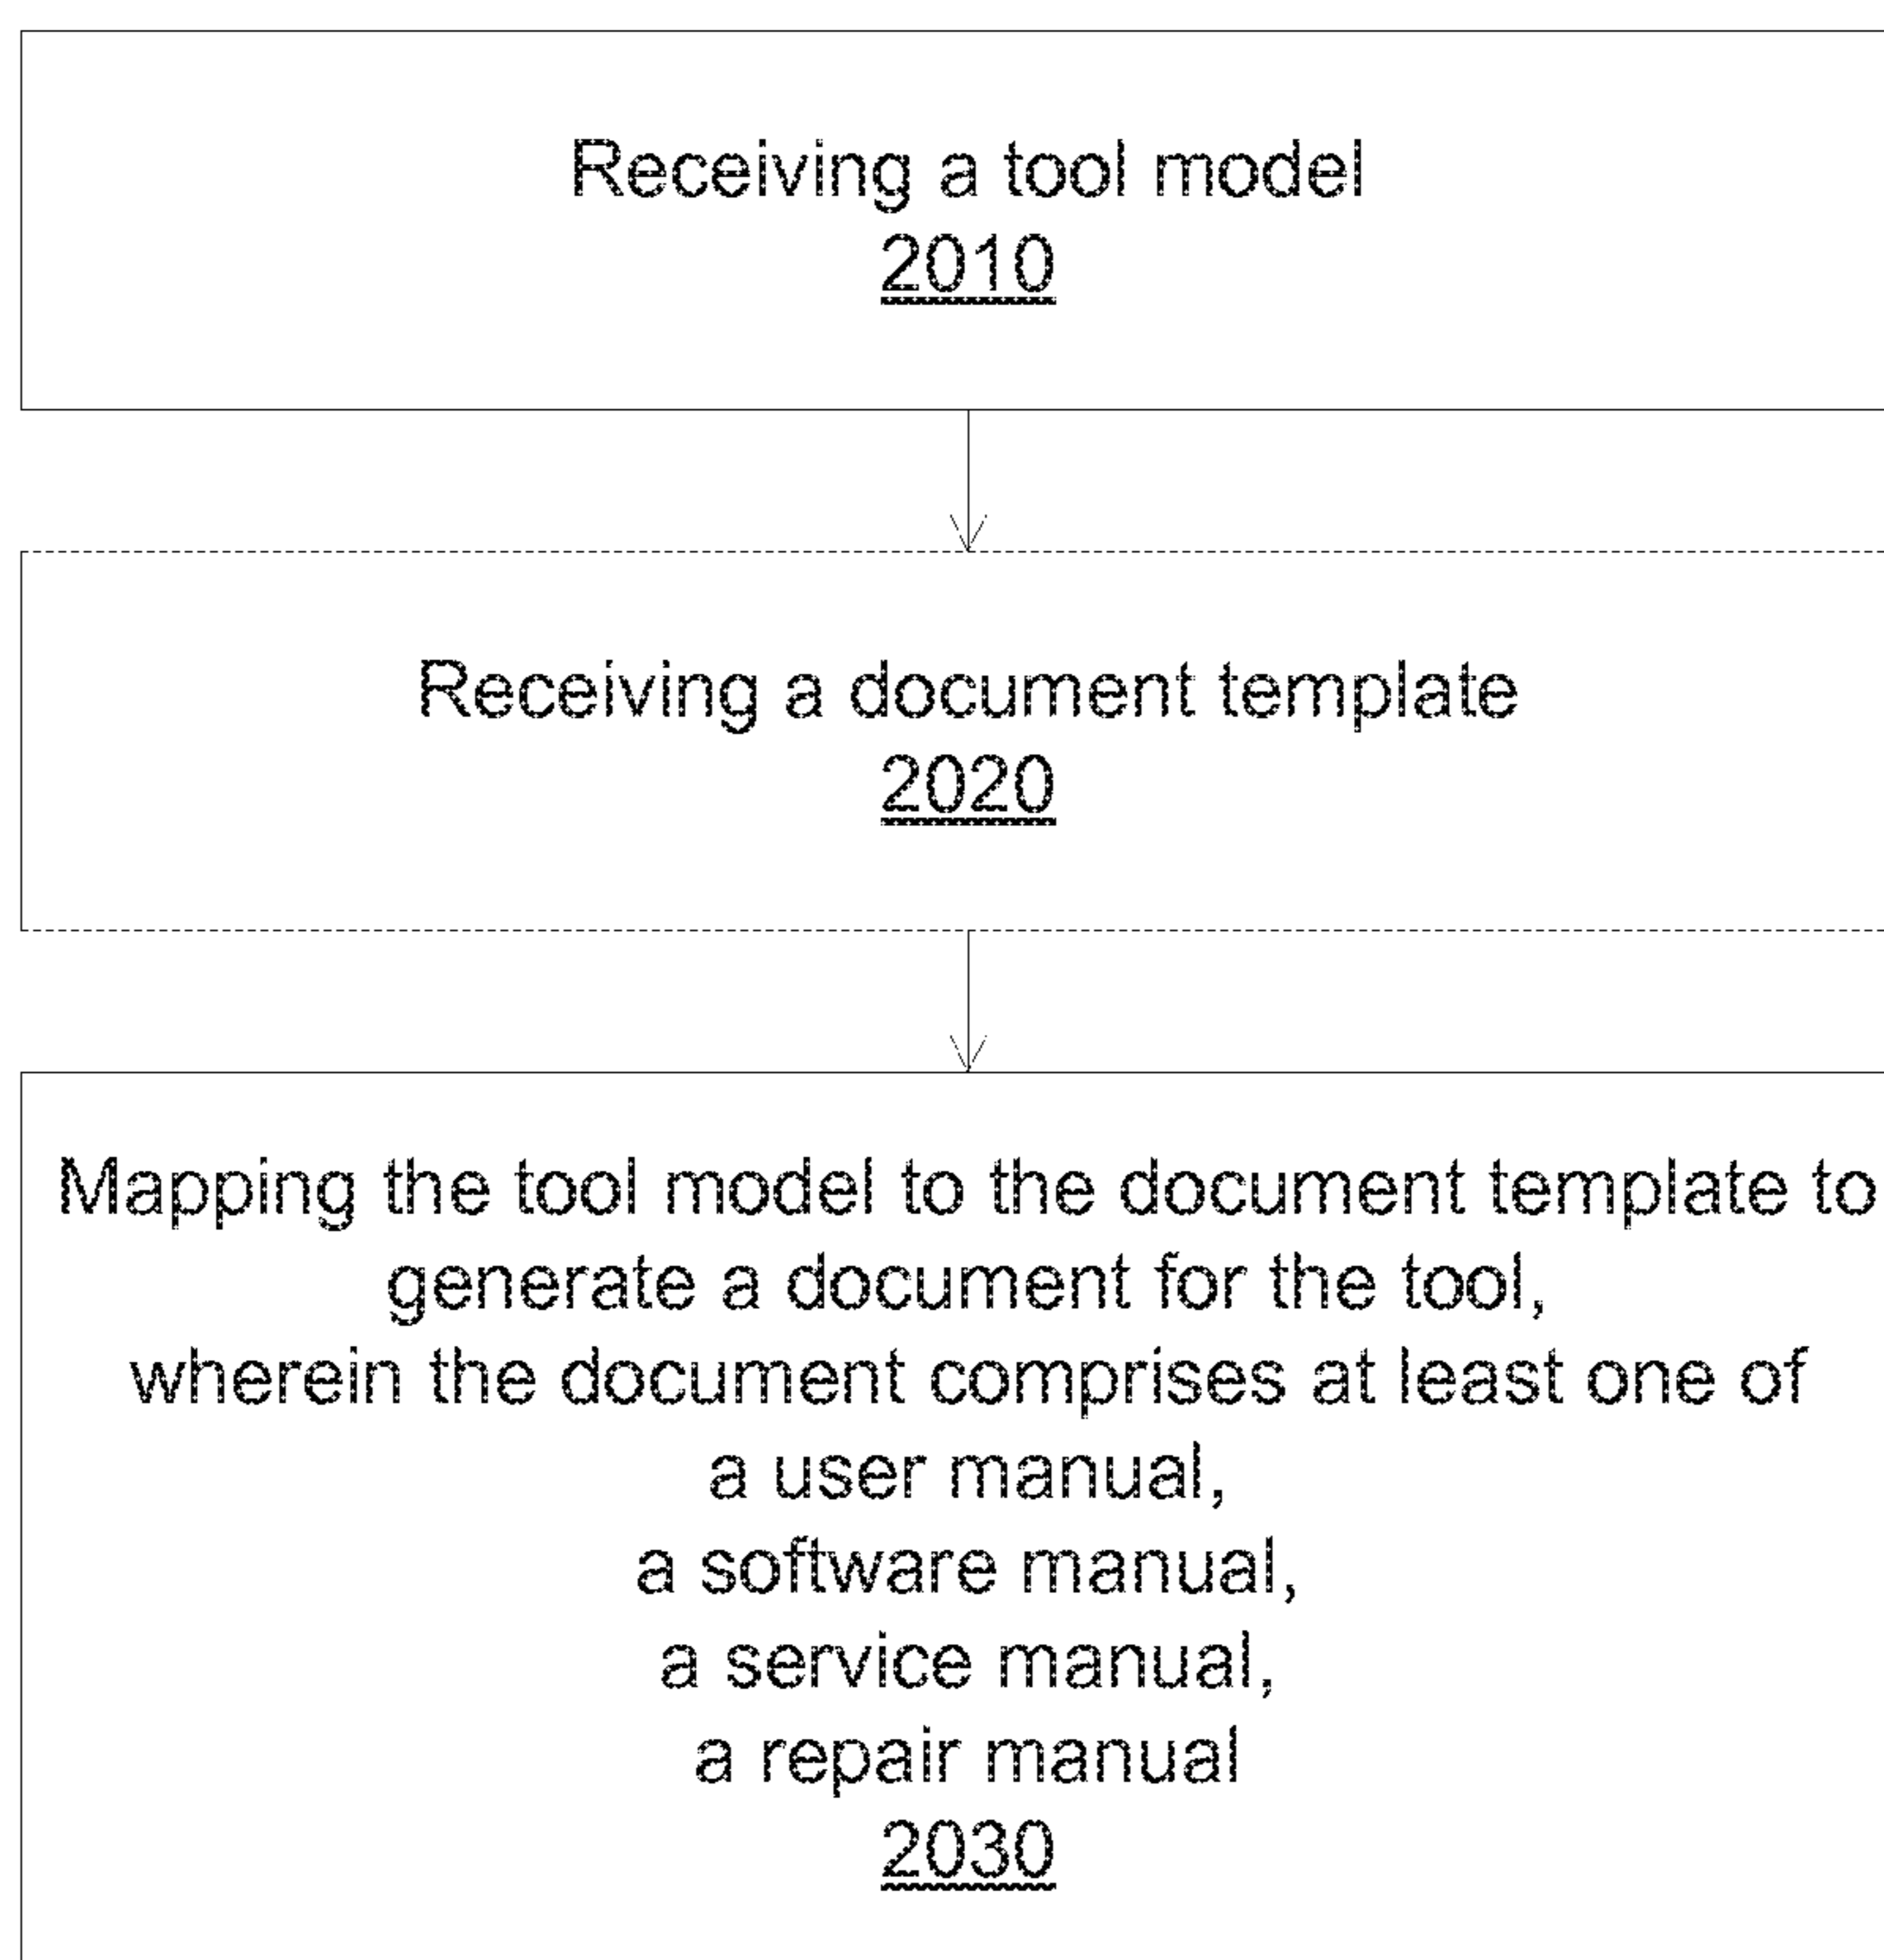 Receiving a tool model
2010
Receiving a document template
2020
Mapping the tool model to the document template to
generate a document for the tool,
wherein the document comprises at least one of
a user manual,
a software manual,
a service manual,
a repair manual
2030